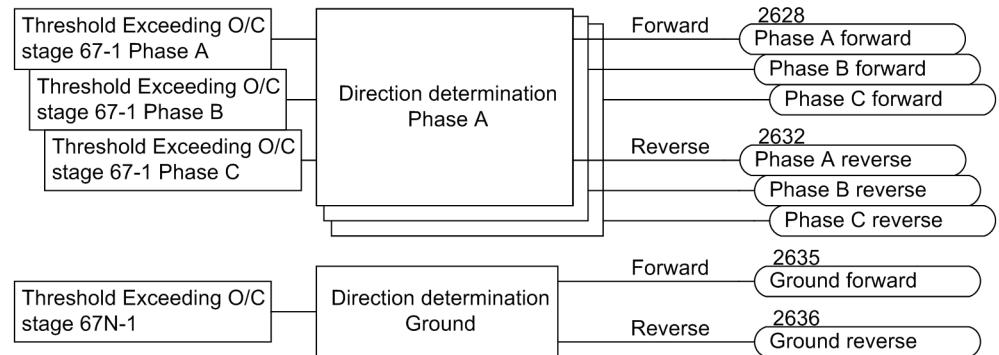 Threshold Exceeding O/C
stage 67-1 Phase A
Threshold Exceeding O/C
stage 67-1 Phase B
Threshold Exceeding O/C
stage 67-1 Phase C
Direction determination
Phase A
Forward
2628
Phase A forward
Phase B forward
Phase C forward
Reverse
2632
Phase A reverse
Phase B reverse
Phase C reverse
Threshold Exceeding O/C
stage 67N-1
Direction determination
Ground
Forward
2635
Ground forward
Reverse
2636
Ground reverse